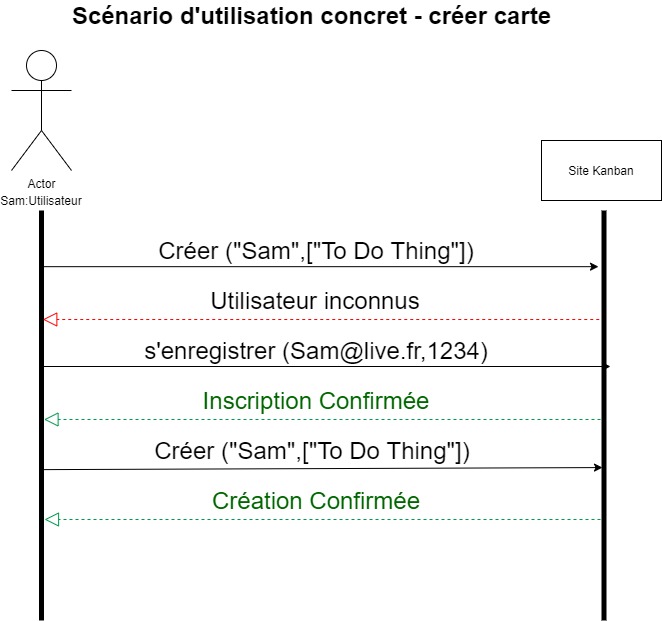 Scénario d'utilisation concret - créer carte
Actor
Sam:Utilisateur
Site Kanban
Créer ("Sam",["To Do Thing"])
Utilisateur inconnus
s'enregistrer (Sam@live.fr,1234)
Inscription Confirmée
Créer ("Sam",["To Do Thing"])
Création Confirmée